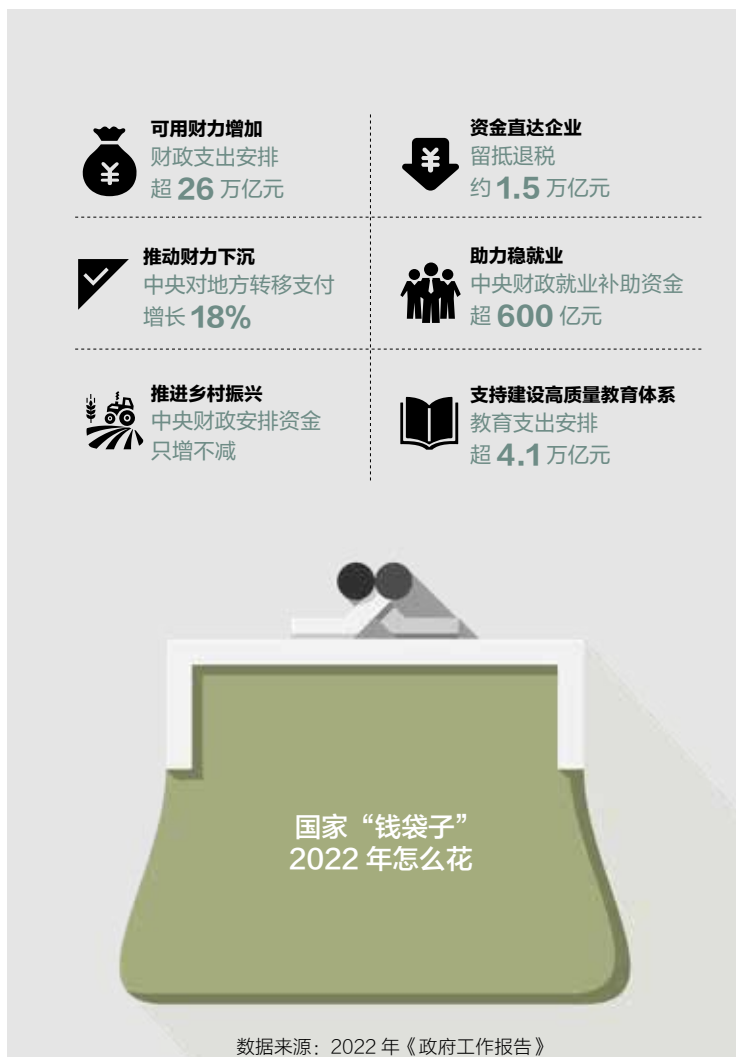 可用财力增加
财政支出安排
超 26 万亿元
资金直达企业
留抵退税
约 1.5 万亿元
推动财力下沉
中央对地方转移支付
增长 18%
助力稳就业
中央财政就业补助资金
超 600 亿元
推进乡村振兴
中央财政安排资金
只增不减
支持建设高质量教育体系
教育支出安排
超 4.1 万亿元
国家“钱袋子”
2022 年怎么花
数据来源：2022 年《政府工作报告》